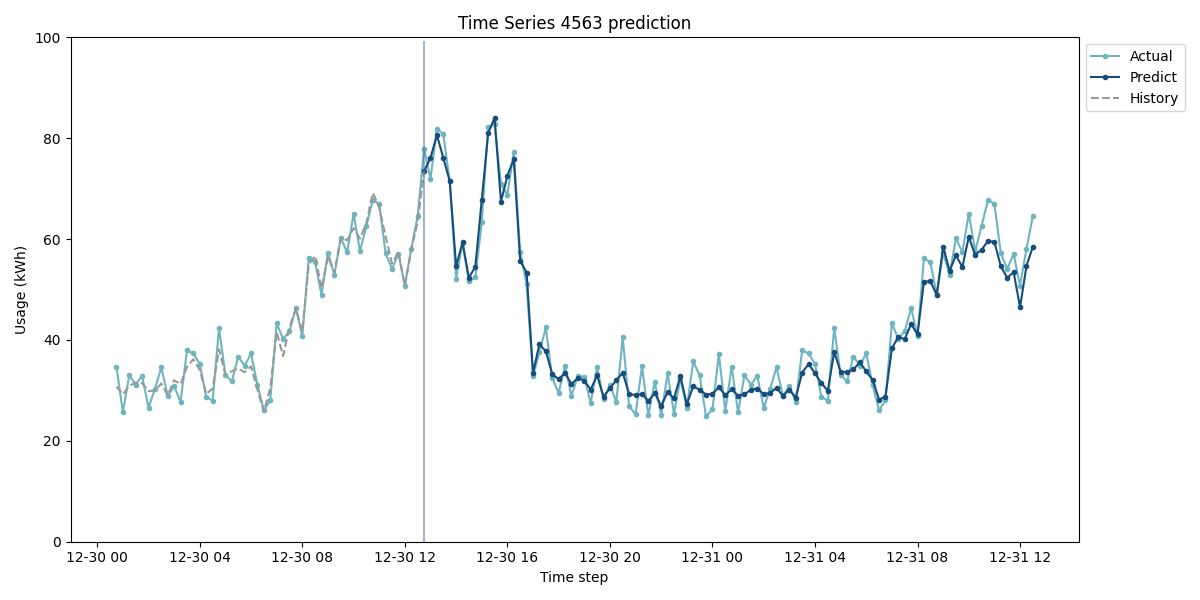 Time Series 4563 prediction
Usage (kWh)
100
80
60
40
20
0
12-30 00
12-30 04
12-30 08
12-30 12
12-30 16
12-30 20
12-31 00
12-31 04
12-31 08
12-31 12
Time step
Actual
Predict
History